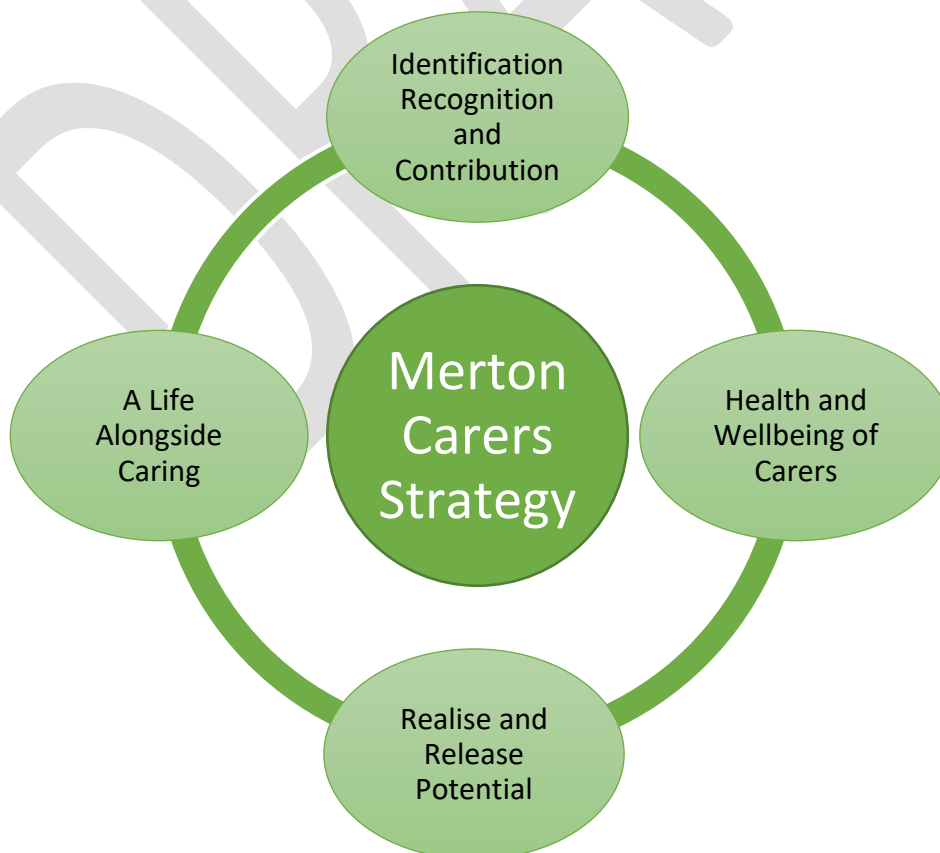 Identification
Recognition
and
Contribution
A Life
Alongside
Caring
Merton
Carers
Strategy
Health and
Wellbeing of
Carers
Realise and
Release
Potential